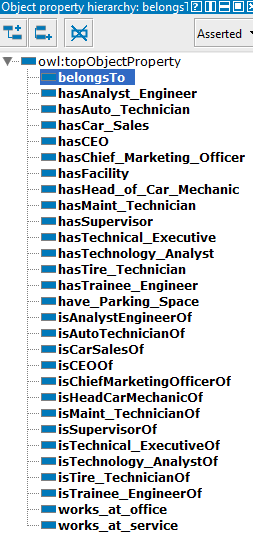 Object property hierarchy: belongsT
Asserted
owl:topObjectProperty
belongsTo
hasAnalyst_Engineer
hasAuto_Technician
hasCar_Sales
hasCEO
hasChief_Marketing_Officer
hasFacility
hasHead_of_Car_Mechanic
hasMaint_Technician
hasSupervisor
hasTechnical_Executive
hasTechnology_Analyst
hasTire_Technician
hasTrainee_Engineer
have_Parking_Space
isAnalystEngineerOf
isAutoTechnicianOf
isCarSalesOf
isCEOOf
isChiefMarketingOfficerOf
isHeadCarMechanicOf
isMaint_TechnicianOf
isSupervisorOf
isTechnical_ExecutiveOf
isTechnology_AnalystOf
isTire_TechnicianOf
isTrainee_EngineerOf
works_at_office
works_at_service